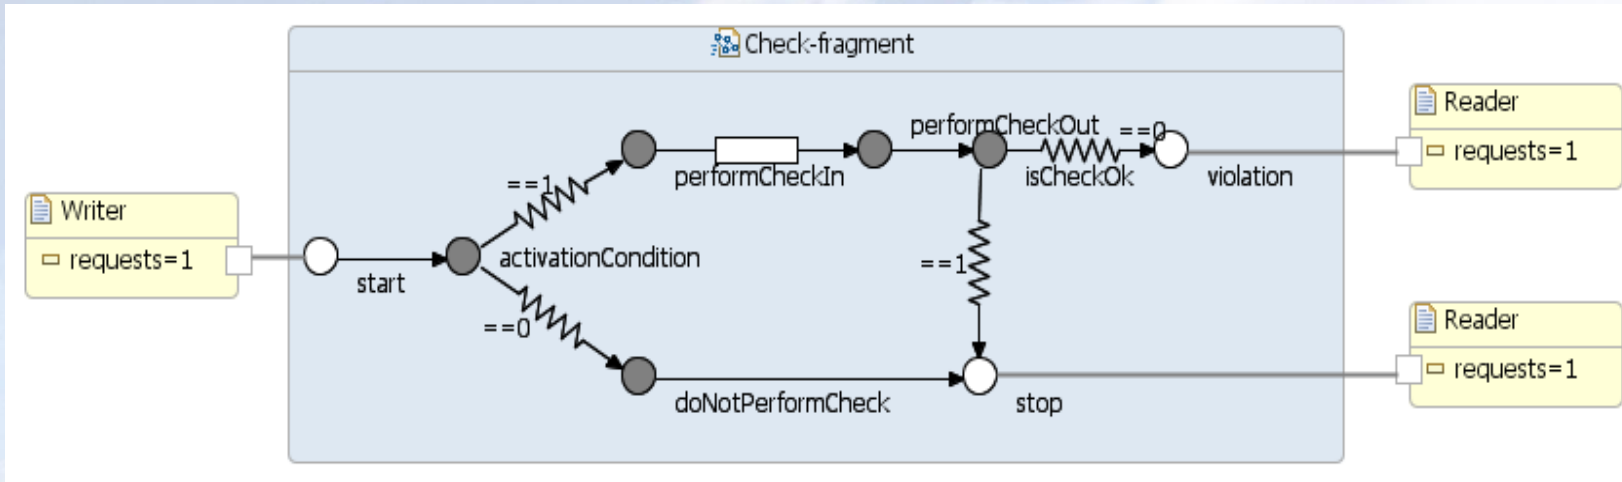 Check-fragment
Reader
requests=1
performCheckOut
==0
performCheckIn
isCheckOk
violation
==1
Writer
requests=1
start
activationCondition
==1
==0
Reader
requests=1
doNotPerformCheck
stop